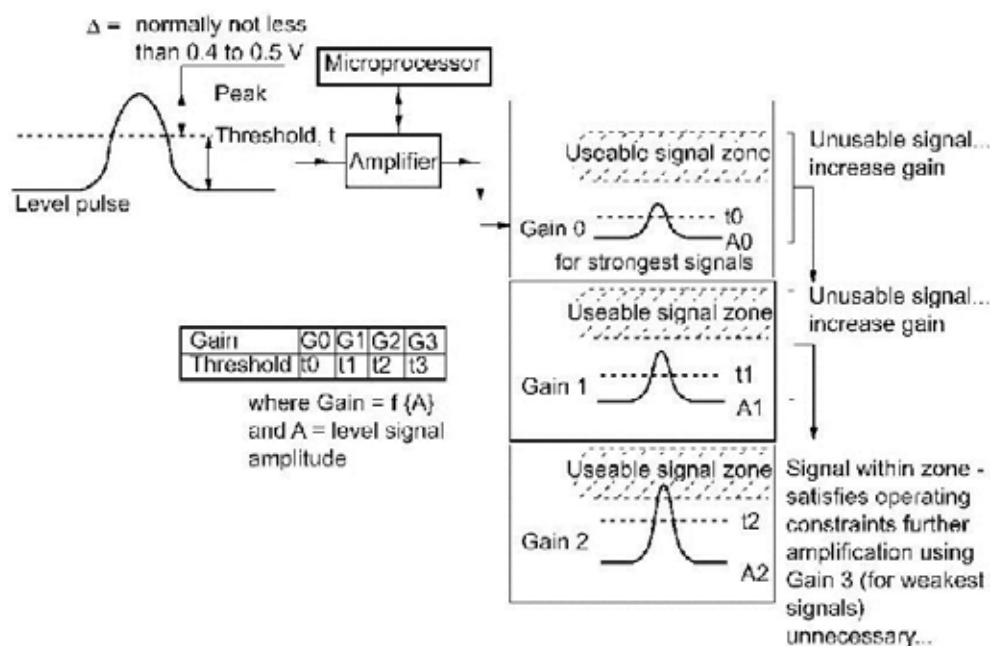 Δ = normally not less
than 0.4 to 0.5 V
Peak
Threshold, t
Level pulse
Microprocessor
Amplifier
Useable signal zone
t0
Gain 0
A0
for strongest signals
Unusable signal...
increase gain
Useable signal zone
t1
Gain 1
A1
Unusable signal...
increase gain
Useable signal zone
t2
Gain 2
A2
Signal within zone -
satisfies operating
constraints further
amplification using
Gain 3 (for weakest
signals)
unnecessary...
Gain G0 G1 G2 G3
Threshold t0 t1 t2 t3
where Gain = f {A}
and A = level signal
amplitude